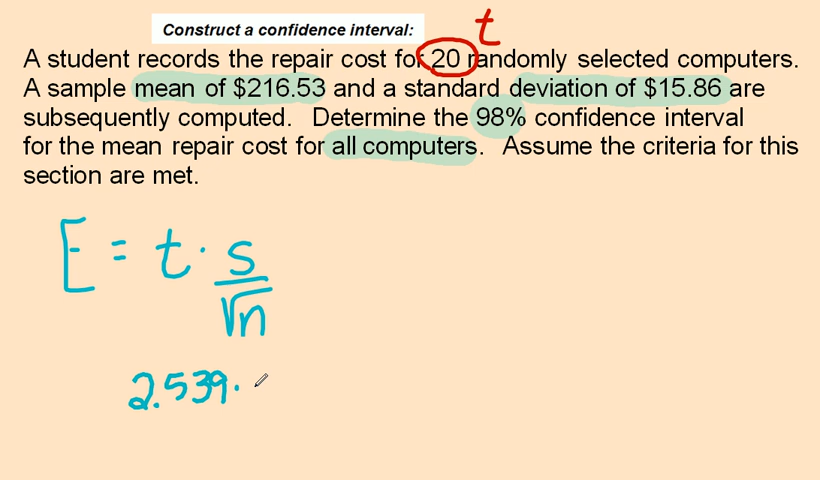 Construct a confidence interval:
t
A student records the repair cost for 20 randomly selected computers.
A sample mean of $216.53 and a standard deviation of $15.86 are
subsequently computed. Determine the 98% confidence interval
for the mean repair cost for all computers. Assume the criteria for this
section are met.
E = t · s
√n
2.539 ·